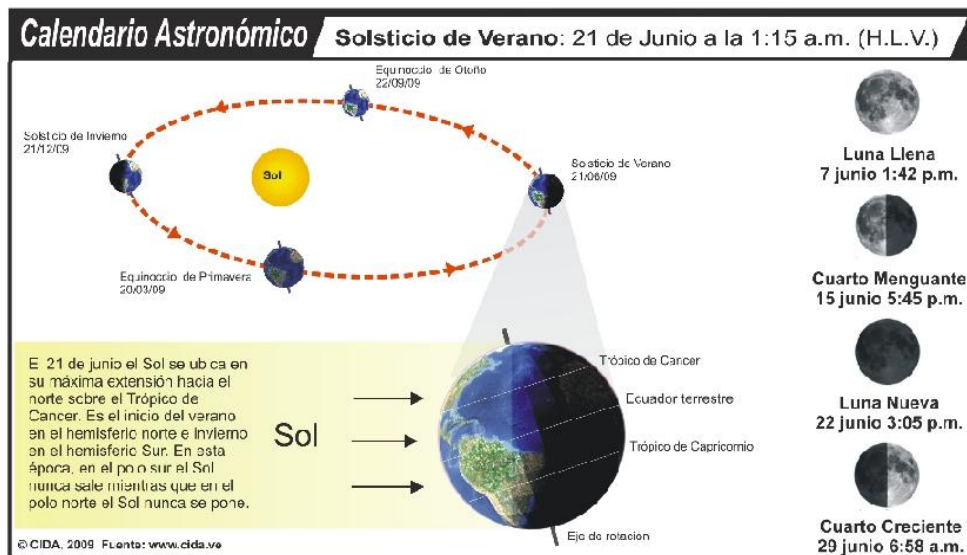 Calendario Astronómico
Solsticio de Verano: 21 de Junio a la 1:15 a.m. (H.L.V.)
Equinoccio de Otoño
22/09/09
Solsticio de Invierno
21/12/09
Sol
Solsticio de Verano
21/06/09
Equinoccio de Primavera
20/03/09
Luna Llena
7 junio 1:42 p.m.
Cuarto Menguante
15 junio 5:45 p.m.
Luna Nueva
22 junio 3:05 p.m.
Cuarto Creciente
29 junio 6:58 a.m.
El 21 de junio el Sol se ubica en
su máxima extensión hacia el
norte sobre el Trópico de
Cancer. Es el inicio del verano
en el hemisferio norte e Invierno
en el hemisferio Sur. En esta
época, en el polo sur el Sol
nunca sale mientras que en el
polo norte el Sol nunca se pone.
Sol
Trópico de Cancer
Ecuador terrestre
Trópico de Capricornio
Eje de rotación
© CIDA, 2009 Fuente: www.cida.ve